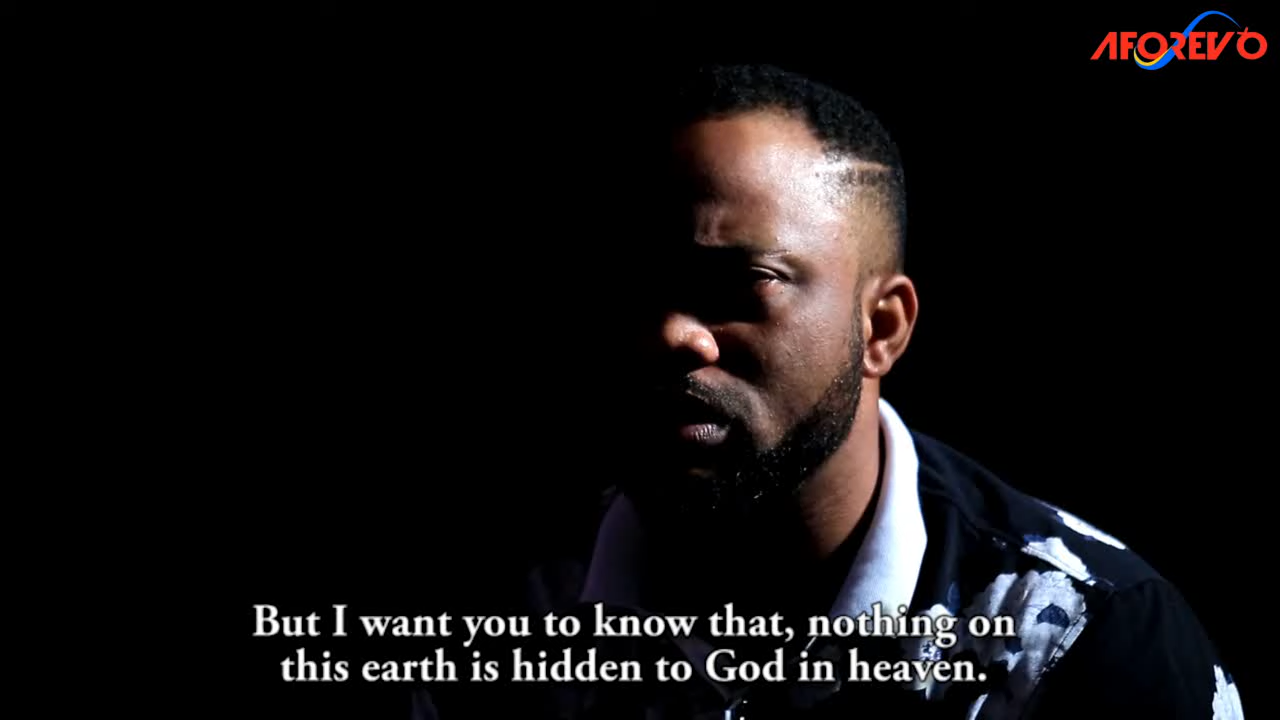 AFOREVO
But I want you to know that, nothing on
this earth is hidden to God in heaven.